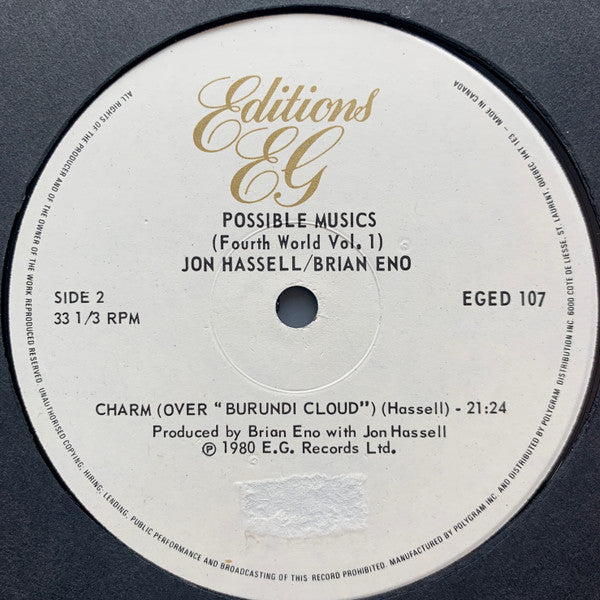 Editions
EG
POSSIBLE MUSICS
(Fourth World Vol. 1)
JON HASSELL/BRIAN ENO
SIDE 2
33 1/3 RPM
EGED 107
CHARM (OVER “BURUNDI CLOUD”) (Hassell) - 21:24
Produced by Brian Eno with Jon Hassell
℗ 1980 E.G. Records Ltd.
ALL RIGHTS OF THE PRODUCER AND OF THE OWNER OF THE WORK REPRODUCED RESERVED. UNAUTHORISED COPYING, HIRING, LENDING, PUBLIC PERFORMANCE AND BROADCASTING OF THIS RECORD PROHIBITED. MANUFACTURED BY POLYGRAM INC. AND DISTRIBUTED BY POLYGRAM DISTRIBUTION INC. 6000 COTE DE LIESSE, ST LAURENT, QUEBEC H4T 1E3 – MADE IN CANADA